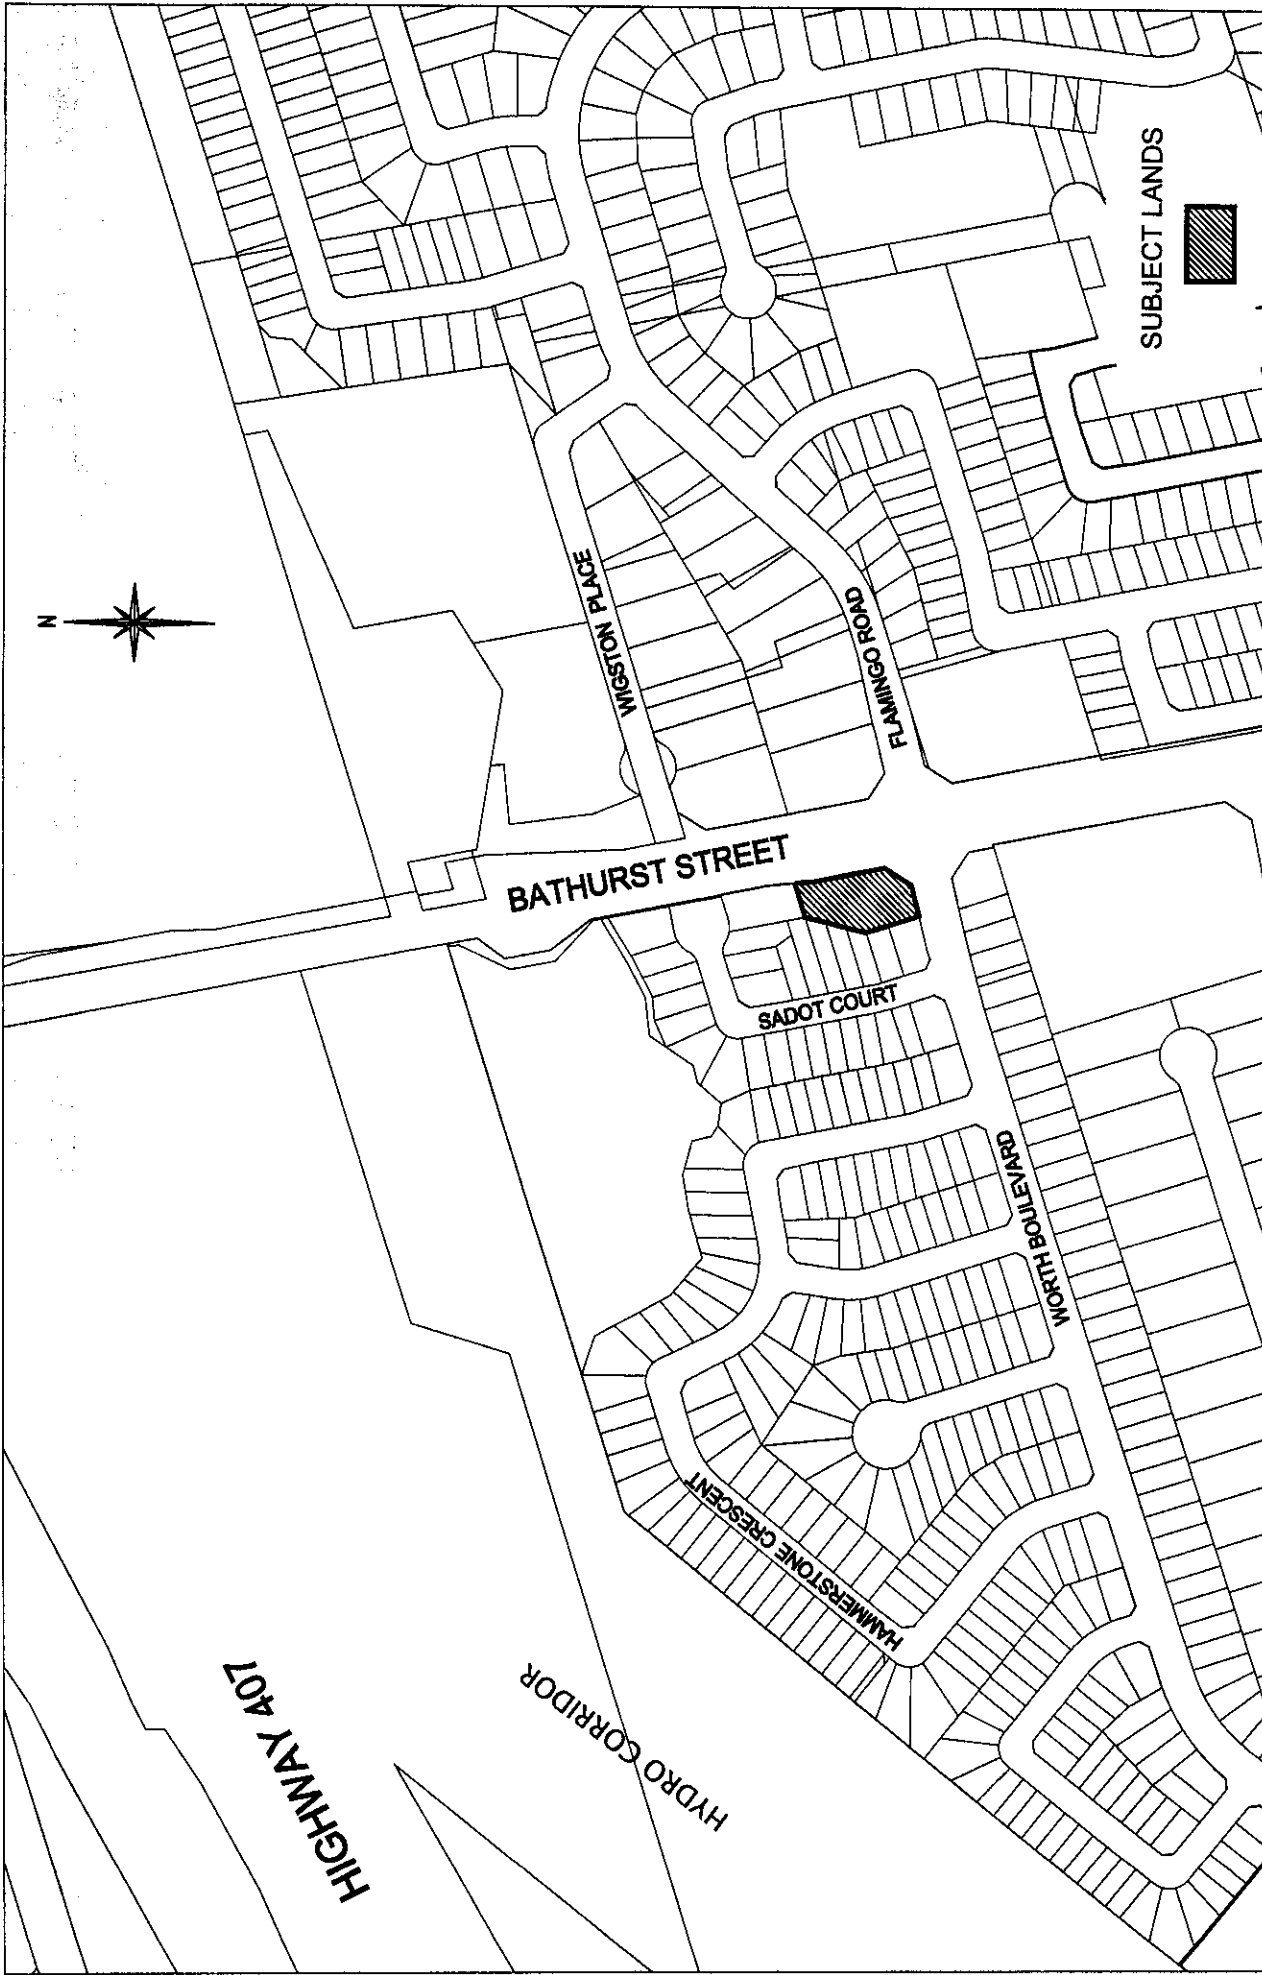 N
HIGHWAY 407
HYDRO CORRIDOR
HAMMERSTONE CRESCENT
WORTH BOULEVARD
SADOT COURT
BATHURST STREET
WIGSTON PLACE
FLAMINGO ROAD
SUBJECT LANDS